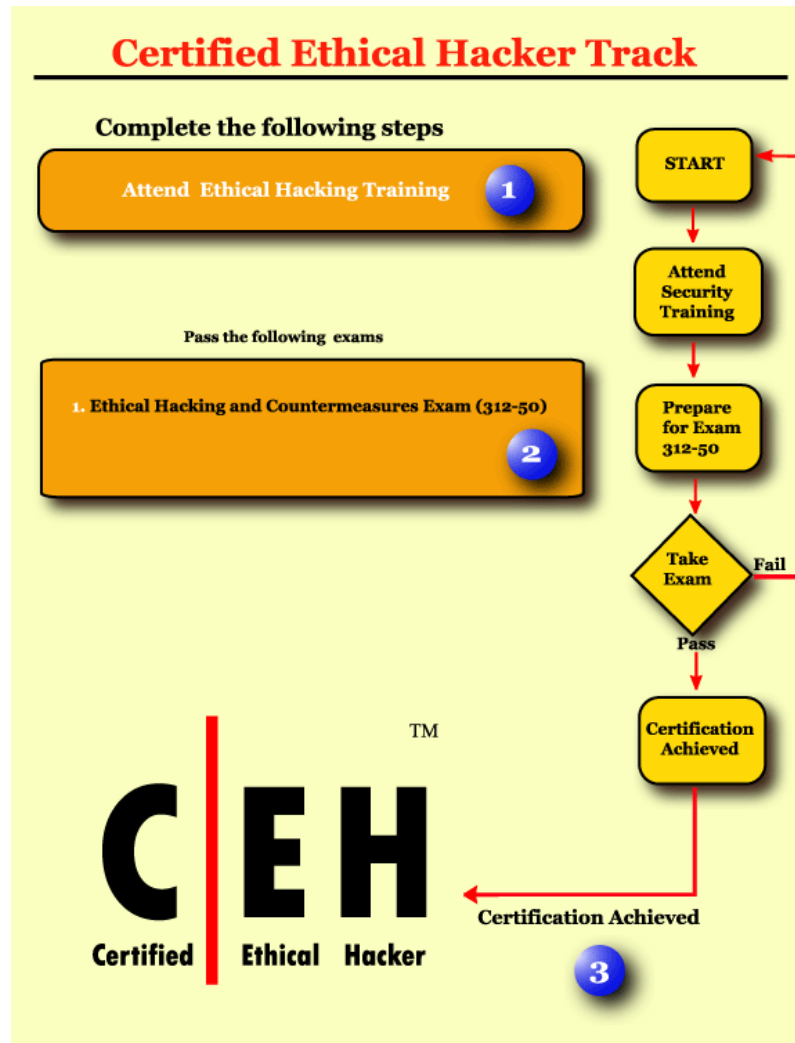 Certified Ethical Hacker Track
Complete the following steps
Attend Ethical Hacking Training 1
Pass the following exams
1. Ethical Hacking and Countermeasures Exam (312-50)
2
START
Attend
Security
Training
Prepare
for Exam
312-50
Take
Exam
Fail
Pass
Certification
Achieved
TM
C EH
Certified Ethical Hacker
Certification Achieved
3